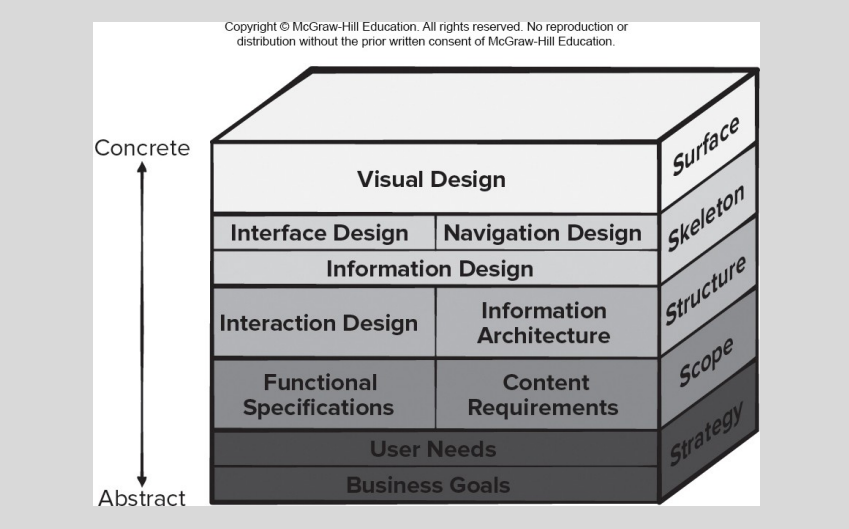 Copyright © McGraw-Hill Education. All rights reserved. No reproduction or
distribution without the prior written consent of McGraw-Hill Education.
Concrete
Visual Design
Surface
Interface Design
Navigation Design
Skeleton
Information Design
Interaction Design
Information
Architecture
Structure
Functional
Specifications
Content
Requirements
Scope
User Needs
Business Goals
Strategy
Abstract